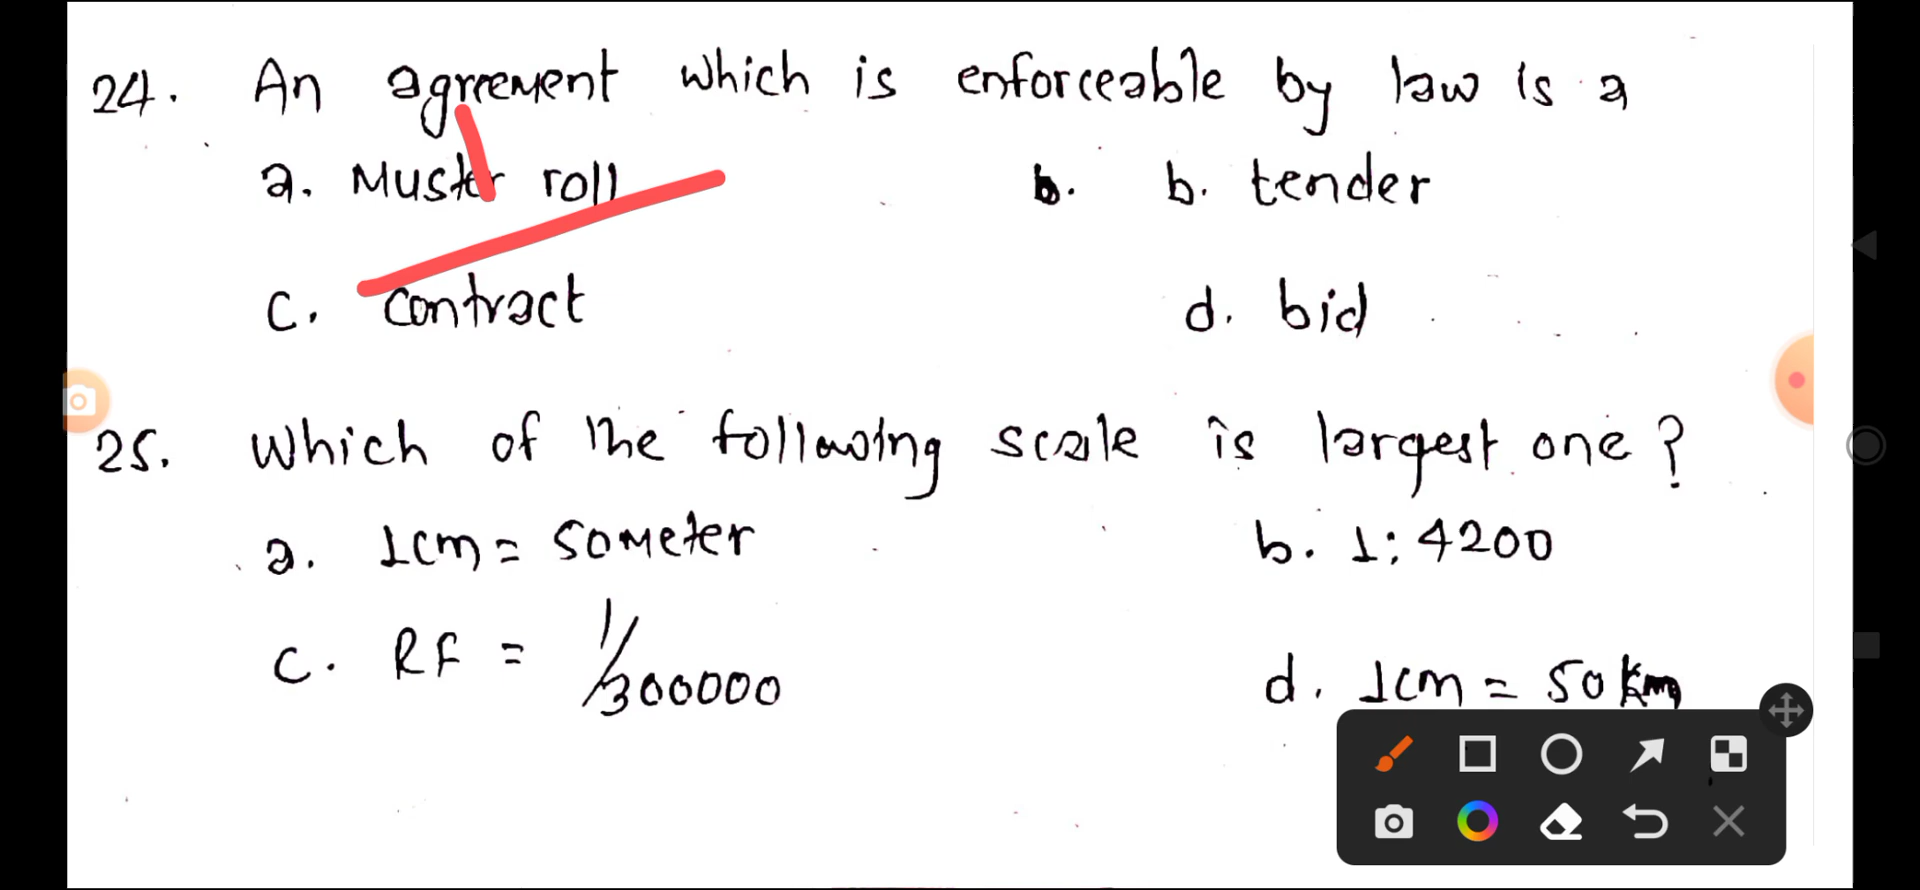 24. An agreement which is enforceable by law is a
a. Muster roll b. b. tender
c. contract d. bid
25. Which of the following scale is largest one?
a. 1cm = 50meter b. 1:4200
c. RF = 1/300000 d. 1cm = 50 km